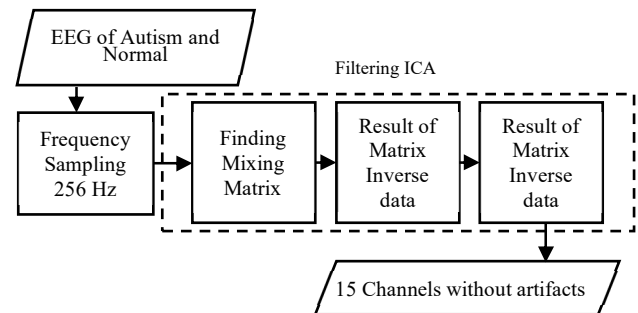 EEG of Autism and
Normal
Filtering ICA
Frequency
Sampling
256 Hz
Finding
Mixing
Matrix
Result of
Matrix
Inverse
data
Result of
Matrix
Inverse
data
15 Channels without artifacts